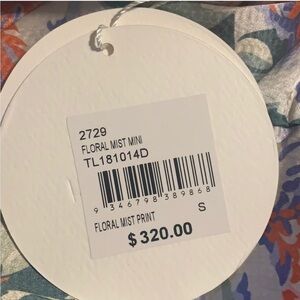 2729
FLORAL MIST MINI
TL181014D
9 346798 389868
FLORAL MIST PRINT S
$320.00